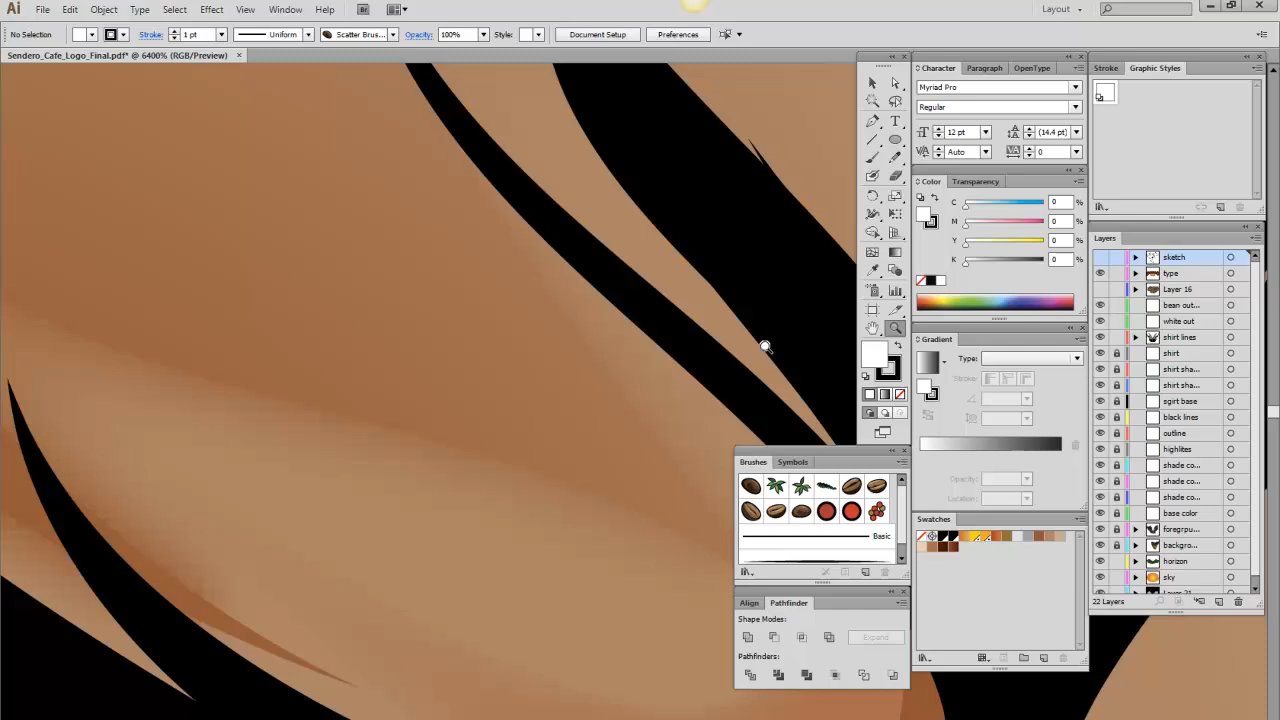 Ai File Edit Object Type Select Effect View Window Help Br Layout
No Selection Stroke: 1 pt Uniform Scatter Brus... Opacity: 100% Style: Document Setup Preferences
Sendero_Cafe_Logo_Final.pdf* @ 6400% (RGB/Preview) ×
Character Paragraph OpenType
Myriad Pro
Regular
12 pt (14.4 pt)
Auto 0
Color Transparency
C 0 %
M 0 %
Y 0 %
K 0 %
Gradient
Type:
Stroke:
Opacity:
Location:
Swatches
Stroke Graphic Styles
Layers
sketch
type
Layer 16
bean out...
white out
shirt lines
shirt
shirt sha...
shirt sha...
sgirt base
black lines
outline
highlites
shade co...
shade co...
shade co...
base color
foregrpu...
backgro...
horizon
sky
22 Layers
Brushes Symbols
Basic
Align Pathfinder
Shape Modes:
Expand
Pathfinders: